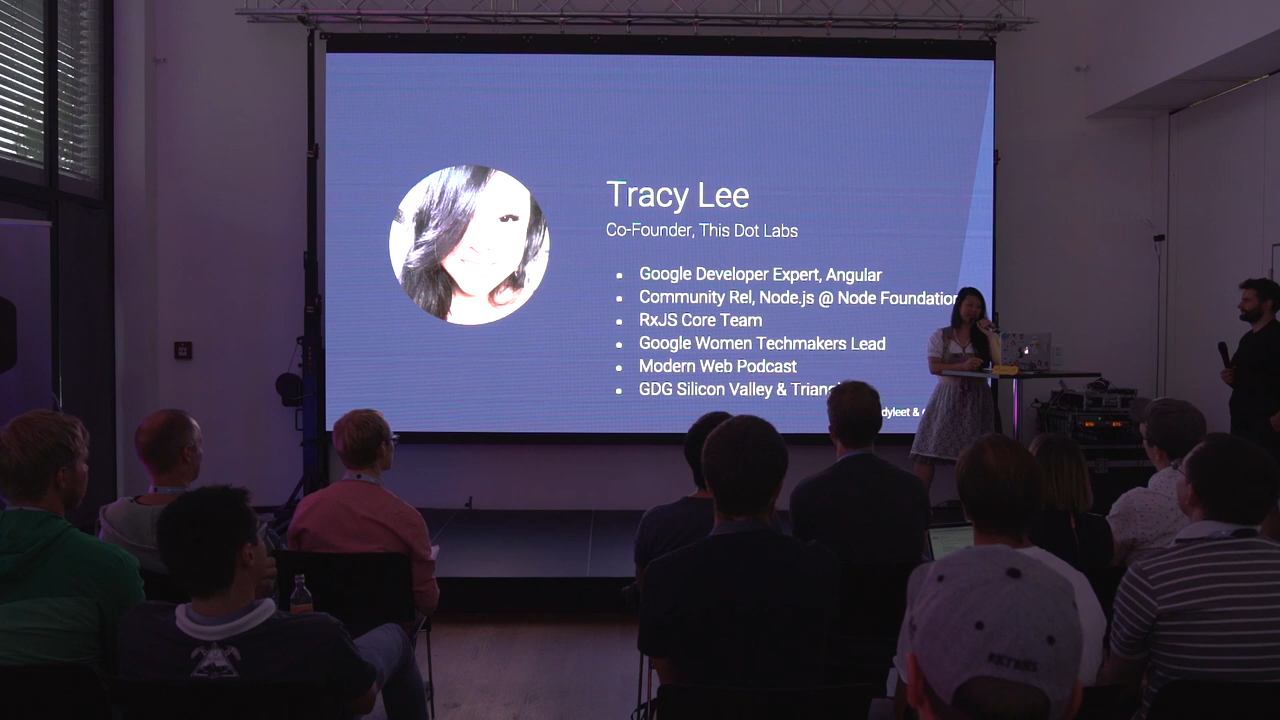 Tracy Lee
Co-Founder, This Dot Labs
Google Developer Expert, Angular
Community Rel, Node.js @ Node Foundation
RxJS Core Team
Google Women Techmakers Lead
Modern Web Podcast
GDG Silicon Valley &